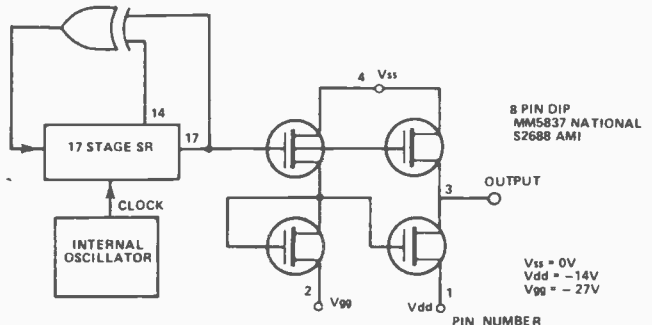 14
17
17 STAGE SR
CLOCK
INTERNAL
OSCILLATOR
4 Vss
8 PIN DIP
MM5837 NATIONAL
S2688 AMI
3
OUTPUT
2
Vgg
Vdd
1
PIN NUMBER
Vss = 0V
Vdd = -14V
Vgg = - 27V